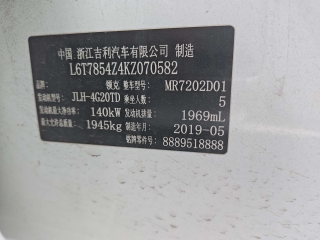 中国 浙江吉利汽车有限公司 制造
L6T7854Z4KZ070582
品牌: 领克 整车型号: MR7202D01
发动机型号: JLH-4G20TD 乘坐人数: 5
发动机最大净功率: 140kW 发动机排量: 1969mL
最大允许总质量: 1945kg 制造年月: 2019-05
铭牌零件号: 8889518888